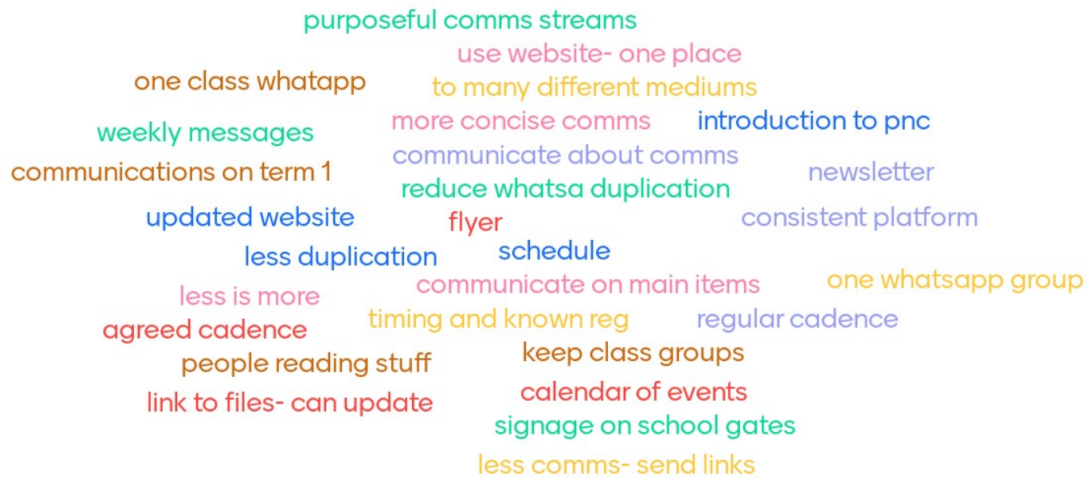 purposeful comms streams
use website- one place
one class whatapp
to many different mediums
more concise comms
introduction to pnc
weekly messages
communicate about comms
communications on term 1
newsletter
reduce whatsa duplication
updated website
flyer
consistent platform
less duplication
schedule
communicate on main items
one whatsapp group
less is more
agreed cadence
timing and known reg
regular cadence
people reading stuff
keep class groups
link to files- can update
calendar of events
signage on school gates
less comms- send links